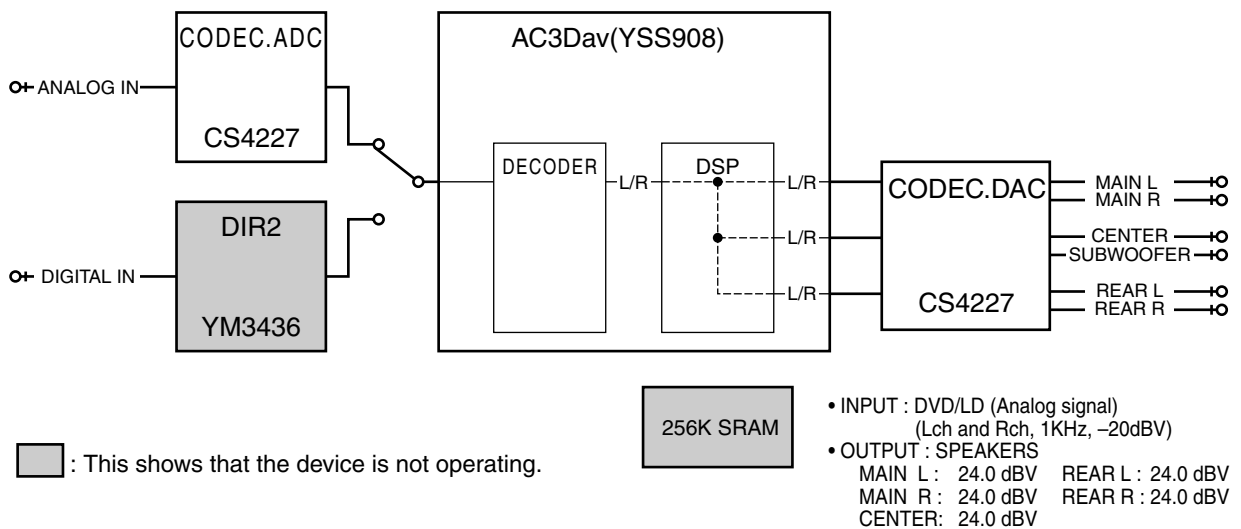 CODEC.ADC
CS4227
ANALOG IN
DIR2
YM3436
DIGITAL IN
AC3Dav(YSS908)
DECODER
L/R
DSP
L/R
L/R
L/R
CODEC.DAC
CS4227
MAIN L
MAIN R
CENTER
SUBWOOFER
REAR L
REAR R
256K SRAM
: This shows that the device is not operating.
• INPUT : DVD/LD (Analog signal)
(Lch and Rch, 1KHz, –20dBV)
• OUTPUT : SPEAKERS
MAIN L : 24.0 dBV REAR L : 24.0 dBV
MAIN R : 24.0 dBV REAR R : 24.0 dBV
CENTER: 24.0 dBV